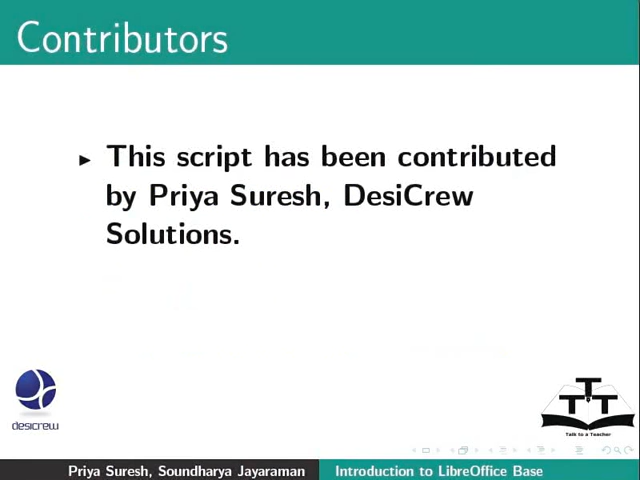 Contributors
This script has been contributed
by Priya Suresh, DesiCrew
Solutions.
desicrew
T
T T
Talk to a Teacher
Priya Suresh, Soundharya Jayaraman
Introduction to LibreOffice Base